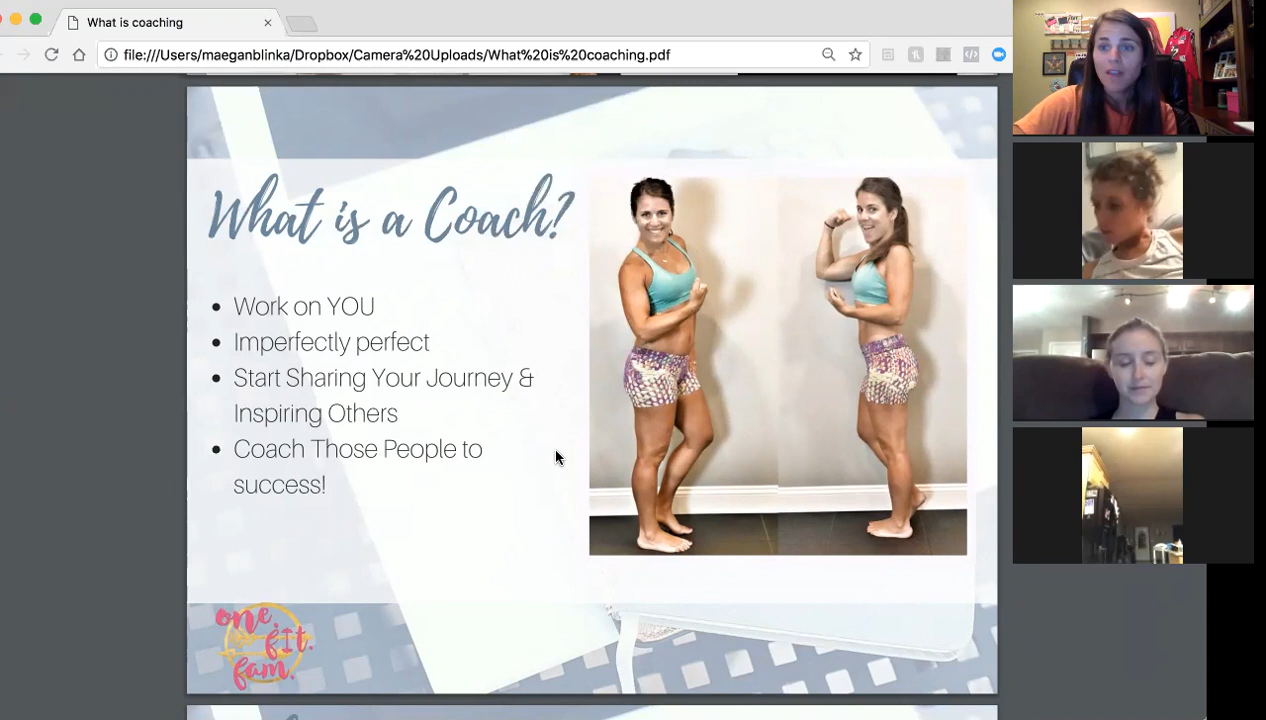 What is coaching
file:///Users/maeganblinka/Dropbox/Camera%20Uploads/What%20is%20coaching.pdf
What is a Coach?
Work on YOU
Imperfectly perfect
Start Sharing Your Journey &
Inspiring Others
Coach Those People to
success!
one.
fit.
fam.